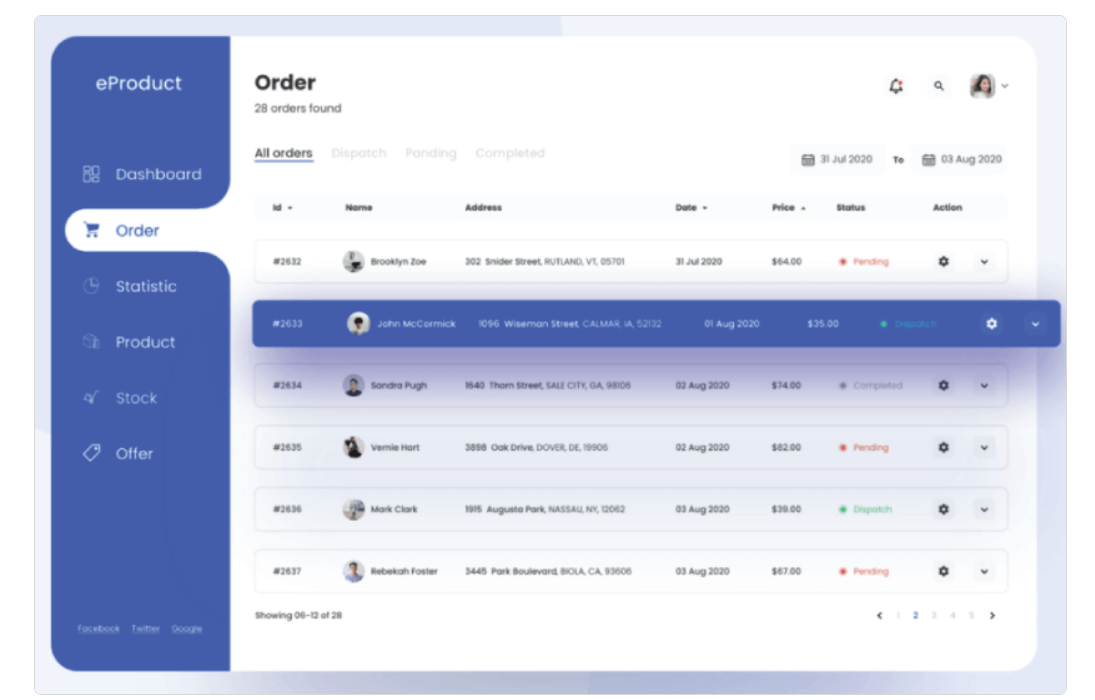 eProduct
Dashboard
Order
Statistic
Product
Stock
Offer
Facebook Twitter Google
Order
28 orders found
All orders Dispatch Panding Completed
31 Jul 2020 To 03 Aug 2020
Id Name Address Date Price Status Action
#2632 Brooklyn Zoe 302 Snider Street, RUTLAND, VT, 05701 31 Jul 2020 $64.00 Pending
#2633 John McCormick 1096 Wiseman Street, CALMAR, IA, 52132 01 Aug 2020 $35.00 Dispatch
#2634 Sandra Pugh 1640 Thorn Street, SALE CITY, GA, 98106 02 Aug 2020 $74.00 Completed
#2635 Vernie Hart 3898 Oak Drive, DOVER, DE, 19906 02 Aug 2020 $82.00 Pending
#2636 Mark Clark 1915 Augusta Park, NASSAU, NY, 12062 03 Aug 2020 $39.00 Dispatch
#2637 Rebekah Foster 3445 Park Boulevard, BIOLA, CA, 93606 03 Aug 2020 $67.00 Pending
Showing 06-12 of 28
1 2 3 4 5